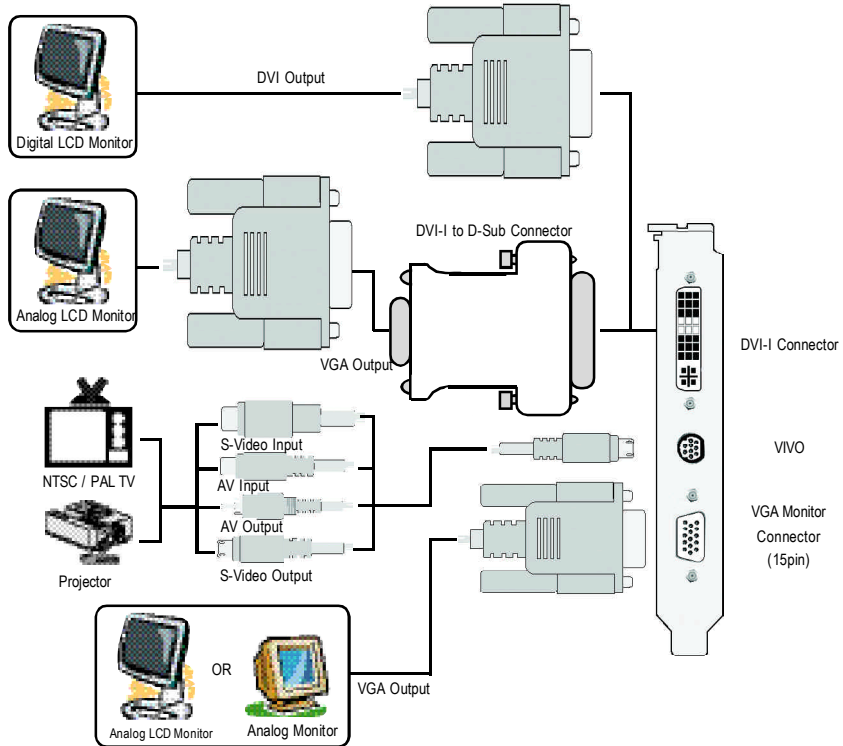 DVI Output
Digital LCD Monitor
DVI-I to D-Sub Connector
Analog LCD Monitor
VGA Output
DVI-I Connector
S-Video Input
NTSC / PAL TV
AV Input
VIVO
AV Output
VGA Monitor
Connector
(15pin)
Projector
S-Video Output
OR
VGA Output
Analog LCD Monitor
Analog Monitor